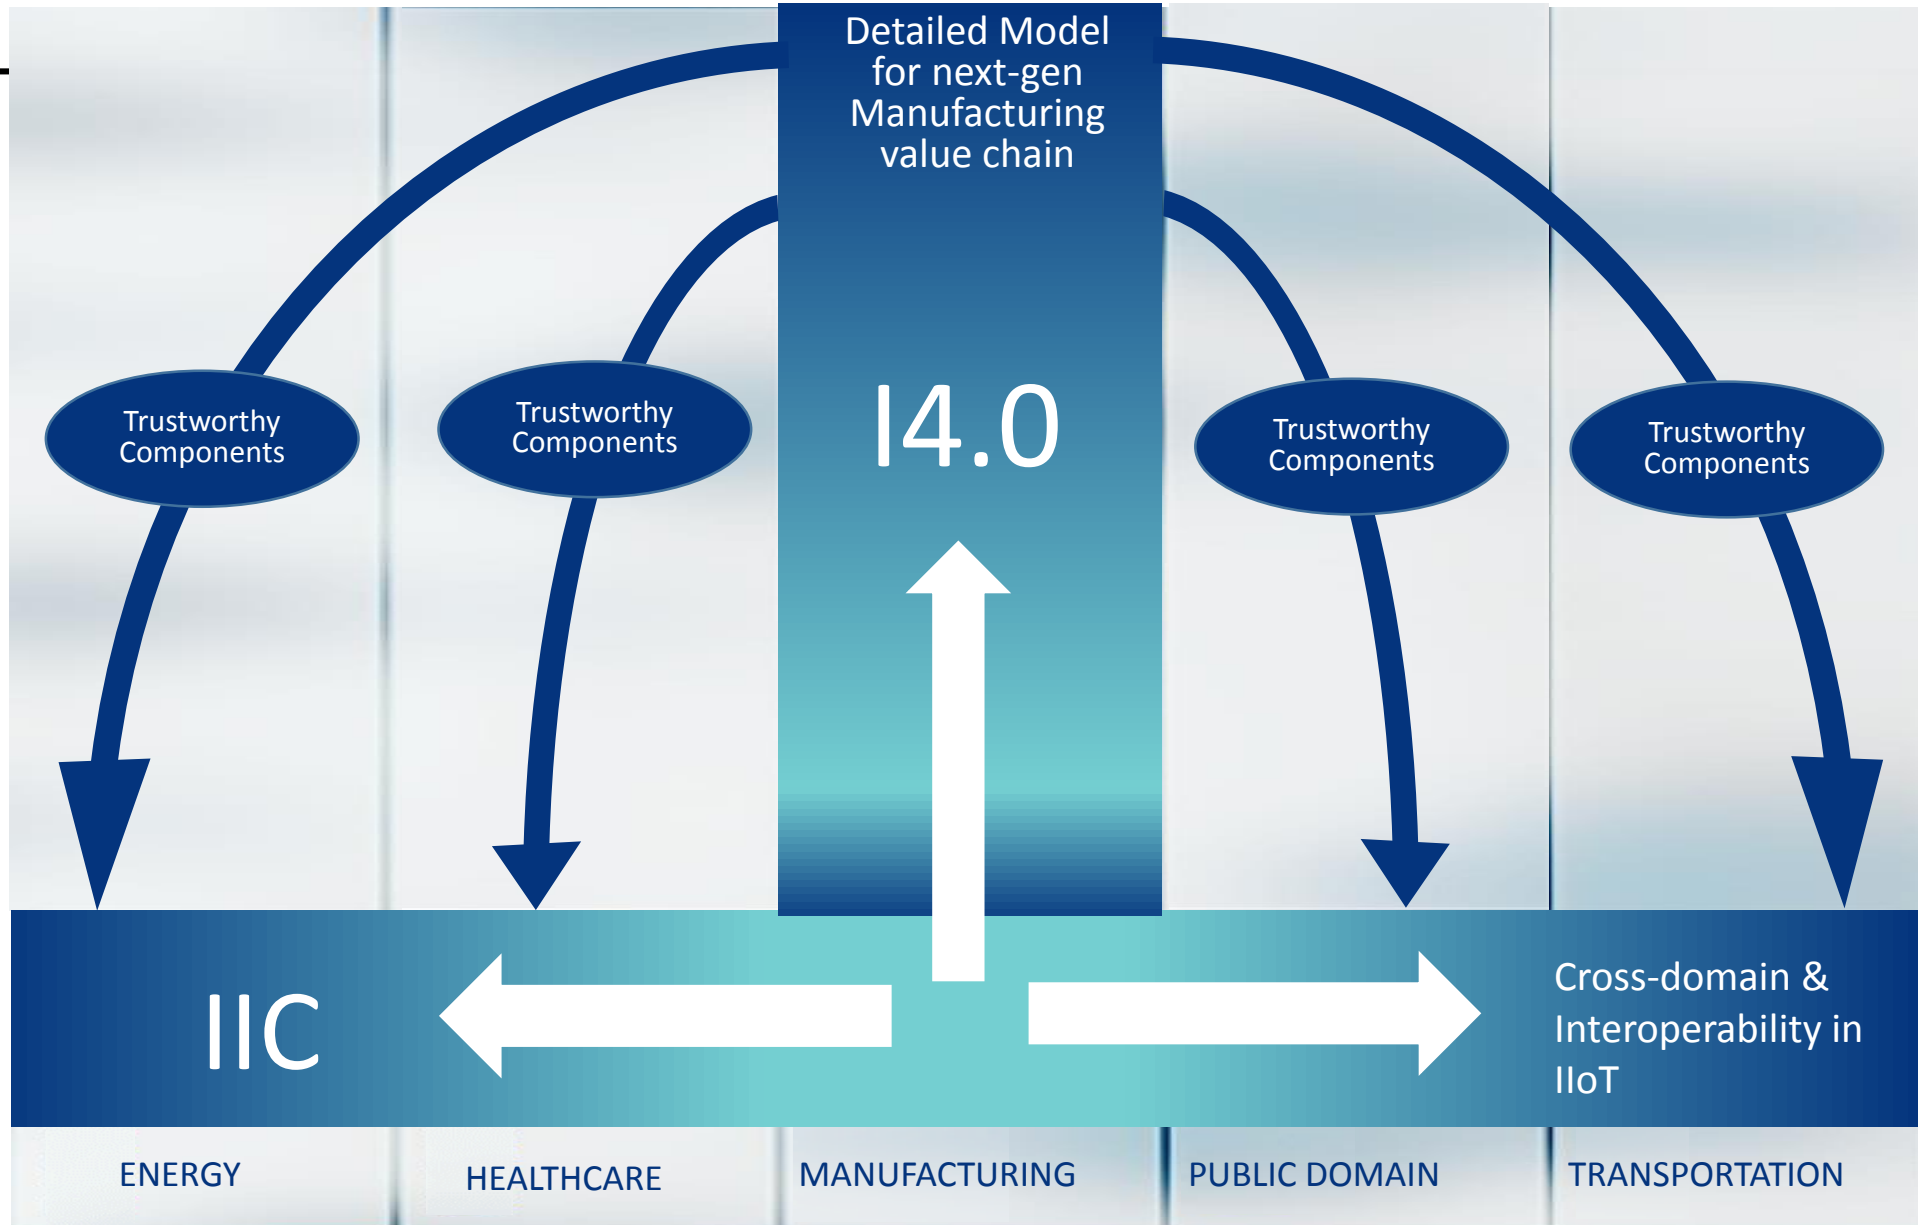 Detailed Model
for next-gen
Manufacturing
value chain
I4.0
Trustworthy
Components
Trustworthy
Components
Trustworthy
Components
Trustworthy
Components
IIC
Cross-domain &
Interoperability in
IIoT
ENERGY
HEALTHCARE
MANUFACTURING
PUBLIC DOMAIN
TRANSPORTATION